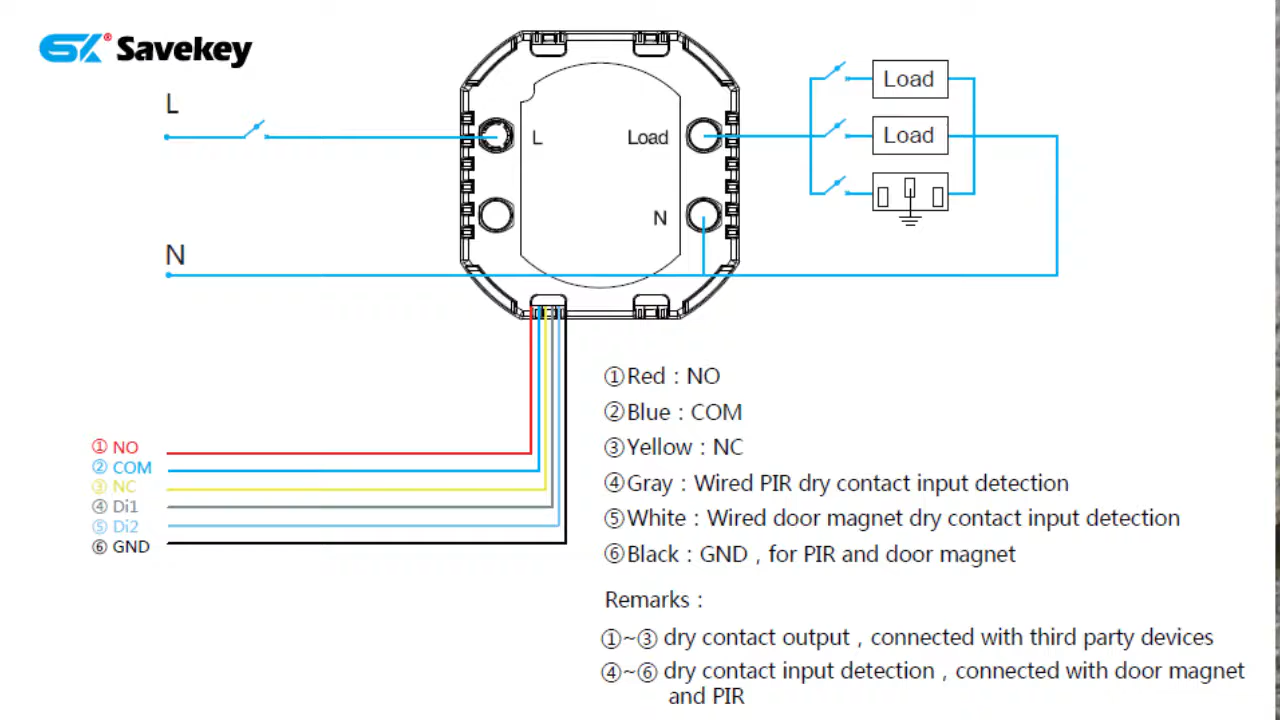 Savekey
L
L
Load
N
N
Load
Load
① NO
② COM
③ NC
④ Di1
⑤ Di2
⑥ GND
①Red : NO
②Blue : COM
③Yellow : NC
④Gray : Wired PIR dry contact input detection
⑤White : Wired door magnet dry contact input detection
⑥Black : GND , for PIR and door magnet
Remarks :
①~③ dry contact output , connected with third party devices
④~⑥ dry contact input detection , connected with door magnet
and PIR